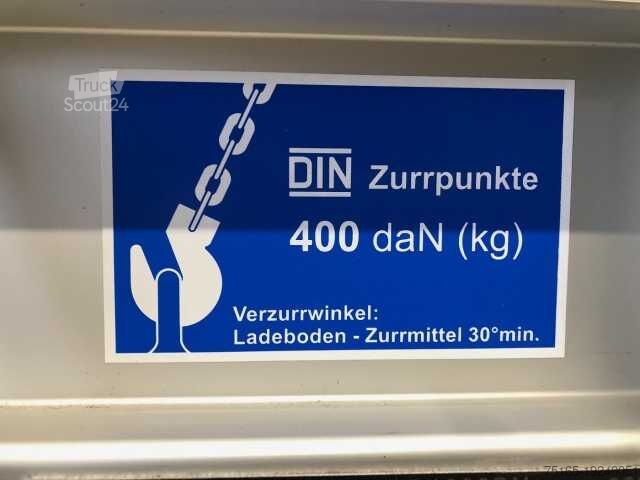 Truck
Scout24
DIN Zurrpunkte
400 daN (kg)
Verzurrwinkel:
Ladeboden - Zurrmittel 30°min.